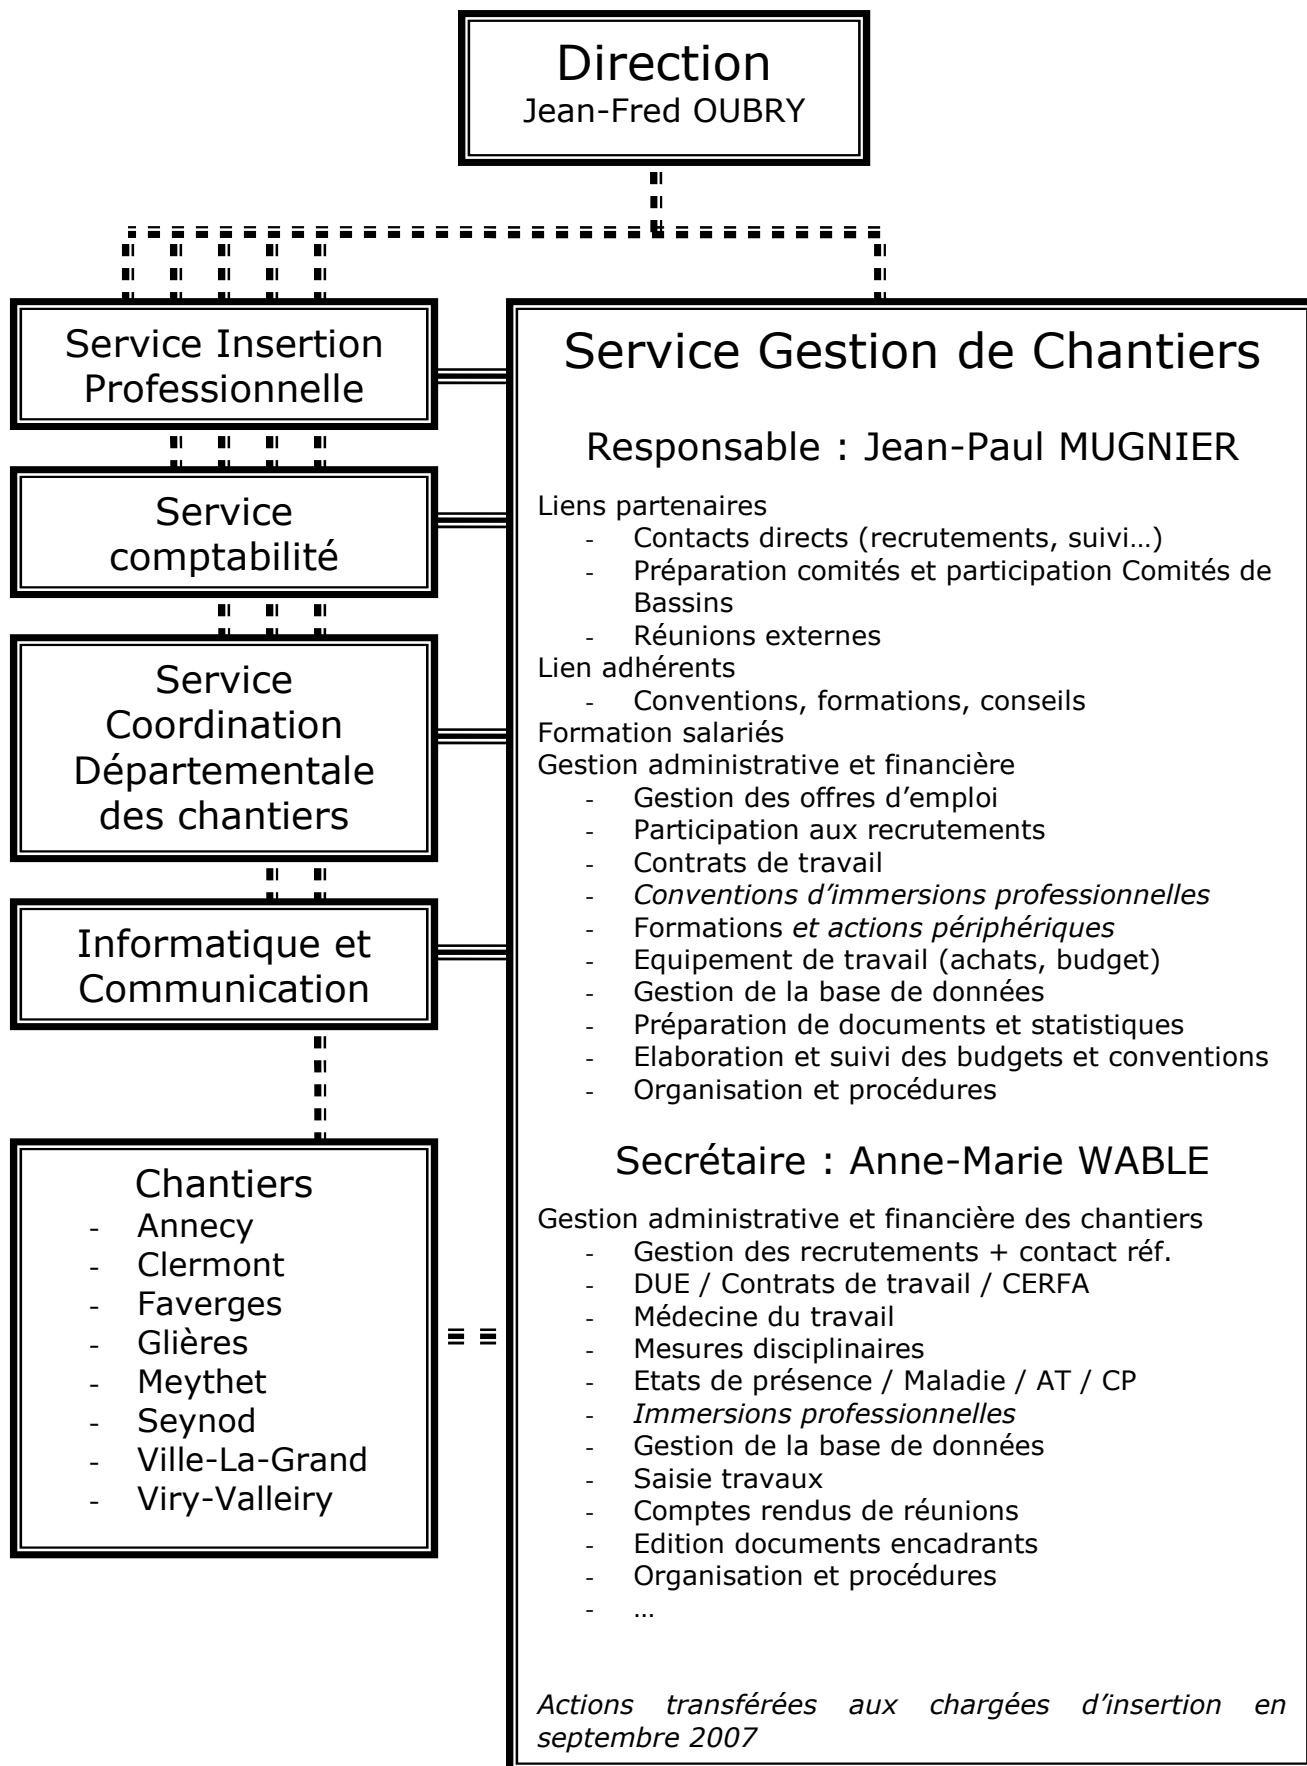 Direction
Jean-Fred OUBRY
Service Insertion
Professionnelle
Service
comptabilité
Service
Coordination
Départementale
des chantiers
Informatique et
Communication
Chantiers
- Annecy
- Clermont
- Faverges
- Glières
- Meythet
- Seynod
- Ville-La-Grand
- Viry-Valleiry
Service Gestion de Chantiers
Responsable : Jean-Paul MUGNIER
Liens partenaires
- Contacts directs (recrutements, suivi…)
- Préparation comités et participation Comités de
Bassins
- Réunions externes
Lien adhérents
- Conventions, formations, conseils
Formation salariés
Gestion administrative et financière
- Gestion des offres d’emploi
- Participation aux recrutements
- Contrats de travail
- Conventions d’immersions professionnelles
- Formations et actions périphériques
- Equipement de travail (achats, budget)
- Gestion de la base de données
- Préparation de documents et statistiques
- Elaboration et suivi des budgets et conventions
- Organisation et procédures
Secrétaire : Anne-Marie WABLE
Gestion administrative et financière des chantiers
- Gestion des recrutements + contact réf.
- DUE / Contrats de travail / CERFA
- Médecine du travail
- Mesures disciplinaires
- Etats de présence / Maladie / AT / CP
- Immersions professionnelles
- Gestion de la base de données
- Saisie travaux
- Comptes rendus de réunions
- Edition documents encadrants
- Organisation et procédures
- …
Actions transférées aux chargées d’insertion en
septembre 2007